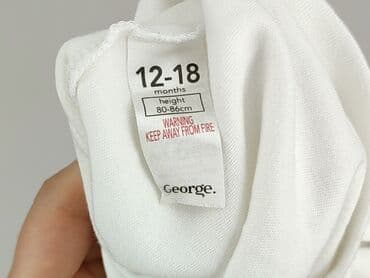 12-18
months
height
80-86cm
WARNING
KEEP AWAY FROM FIRE
George.